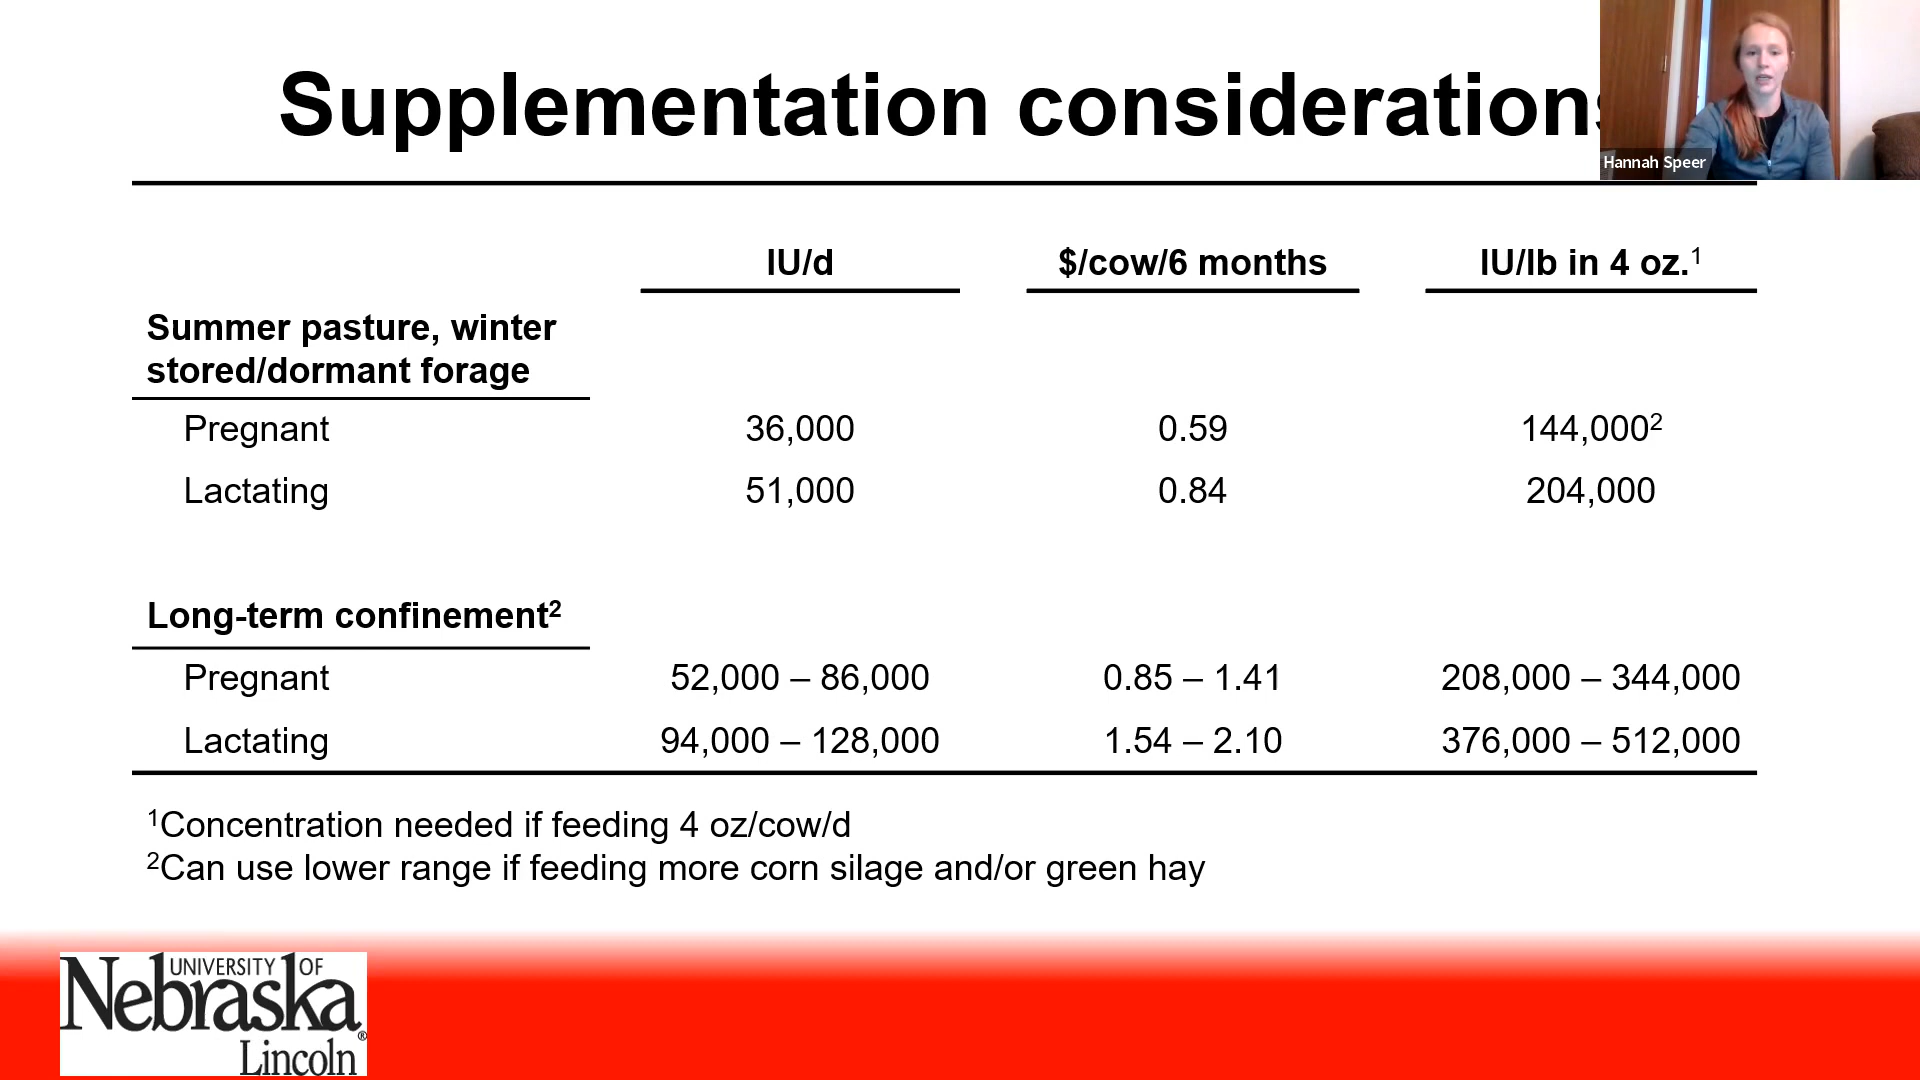 Supplementation considerations
Hannah Speer
IU/d $/cow/6 months IU/lb in 4 oz.¹
Summer pasture, winter
stored/dormant forage
Pregnant 36,000 0.59 144,000²
Lactating 51,000 0.84 204,000
Long-term confinement²
Pregnant 52,000 – 86,000 0.85 – 1.41 208,000 – 344,000
Lactating 94,000 – 128,000 1.54 – 2.10 376,000 – 512,000
¹Concentration needed if feeding 4 oz/cow/d
²Can use lower range if feeding more corn silage and/or green hay
UNIVERSITY OF
Nebraska®
Lincoln